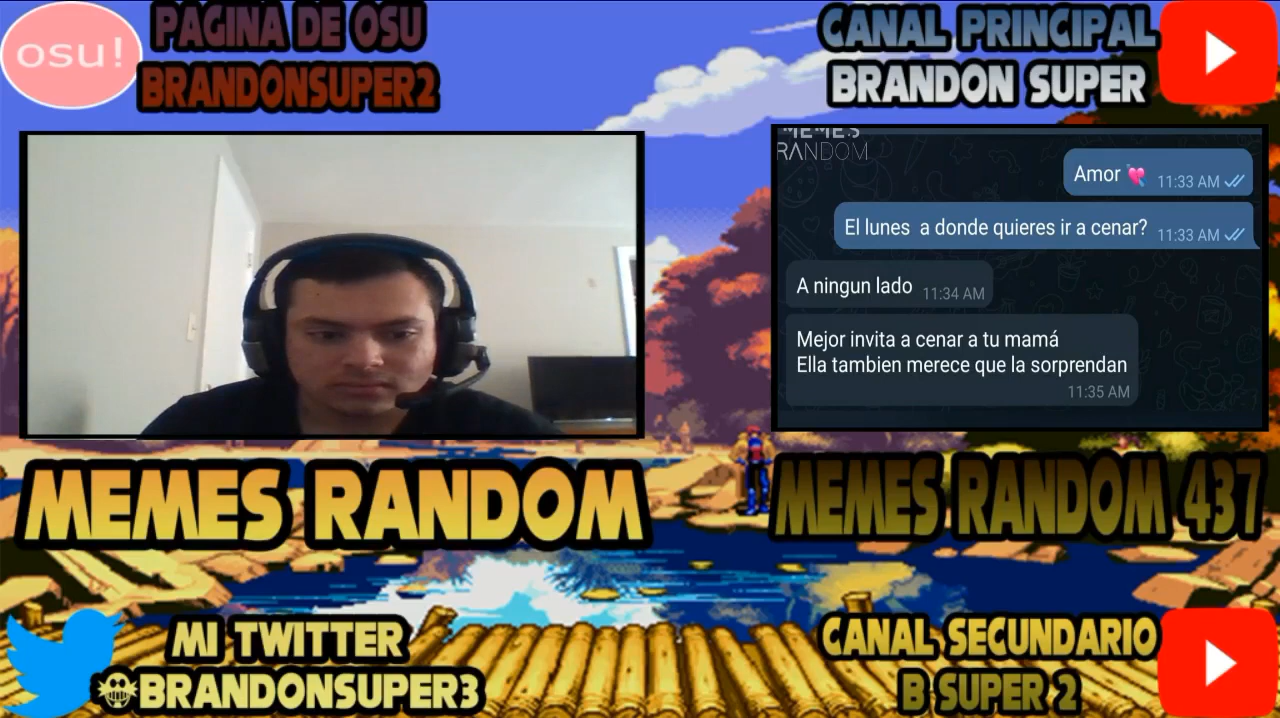 osu!
PAGINA DE OSU
BRANDONSUPER2
CANAL PRINCIPAL
BRANDON SUPER
MEMES
RANDOM
Amor 💘 11:33 AM
El lunes a donde quieres ir a cenar? 11:33 AM
A ningun lado 11:34 AM
Mejor invita a cenar a tu mamá
Ella tambien merece que la sorprendan
11:35 AM
MEMES RANDOM
MEMES RANDOM 437
MI TWITTER
@BRANDONSUPER3
CANAL SECUNDARIO
B SUPER 2